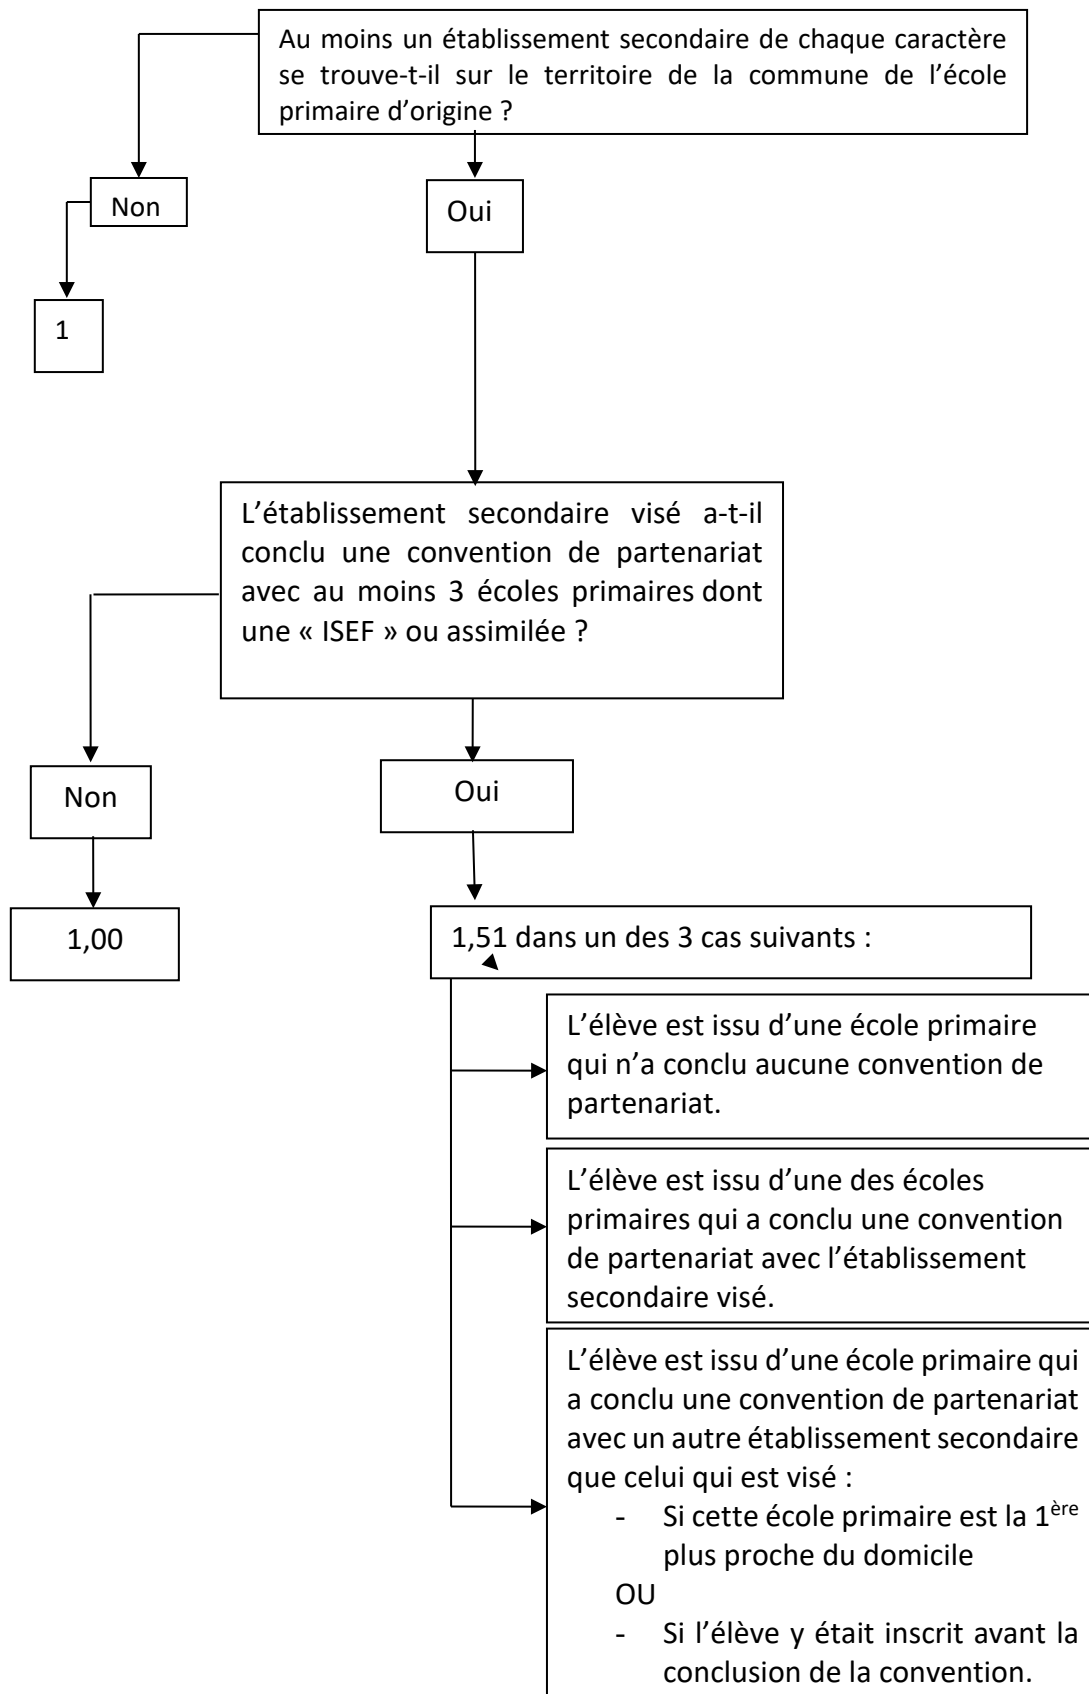 Au moins un établissement secondaire de chaque caractère
se trouve-t-il sur le territoire de la commune de l’école
primaire d’origine ?
Non
Oui
1
L’établissement secondaire visé a-t-il
conclu une convention de partenariat
avec au moins 3 écoles primaires dont
une « ISEF » ou assimilée ?
Non
Oui
1,00
1,51 dans un des 3 cas suivants :
L’élève est issu d’une école primaire
qui n’a conclu aucune convention de
partenariat.
L’élève est issu d’une des écoles
primaires qui a conclu une convention
de partenariat avec l’établissement
secondaire visé.
L’élève est issu d’une école primaire qui
a conclu une convention de partenariat
avec un autre établissement secondaire
que celui qui est visé :
- Si cette école primaire est la 1ère
plus proche du domicile
OU
- Si l’élève y était inscrit avant la
conclusion de la convention.